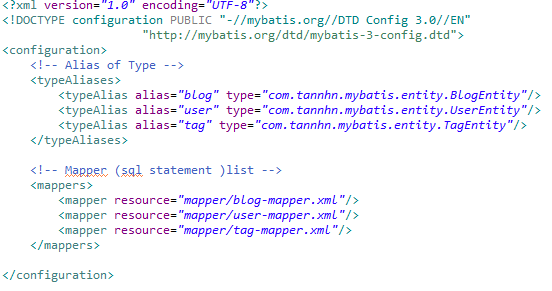 <?xml version="1.0" encoding="UTF-8"?>
<!DOCTYPE configuration PUBLIC "-//mybatis.org//DTD Config 3.0//EN"
"http://mybatis.org/dtd/mybatis-3-config.dtd">
<configuration>
<!-- Alias of Type -->
<typeAliases>
<typeAlias alias="blog" type="com.tannhn.mybatis.entity.BlogEntity"/>
<typeAlias alias="user" type="com.tannhn.mybatis.entity.UserEntity"/>
<typeAlias alias="tag" type="com.tannhn.mybatis.entity.TagEntity"/>
</typeAliases>
<!-- Mapper (sql statement )list -->
<mappers>
<mapper resource="mapper/blog-mapper.xml"/>
<mapper resource="mapper/user-mapper.xml"/>
<mapper resource="mapper/tag-mapper.xml"/>
</mappers>
</configuration>